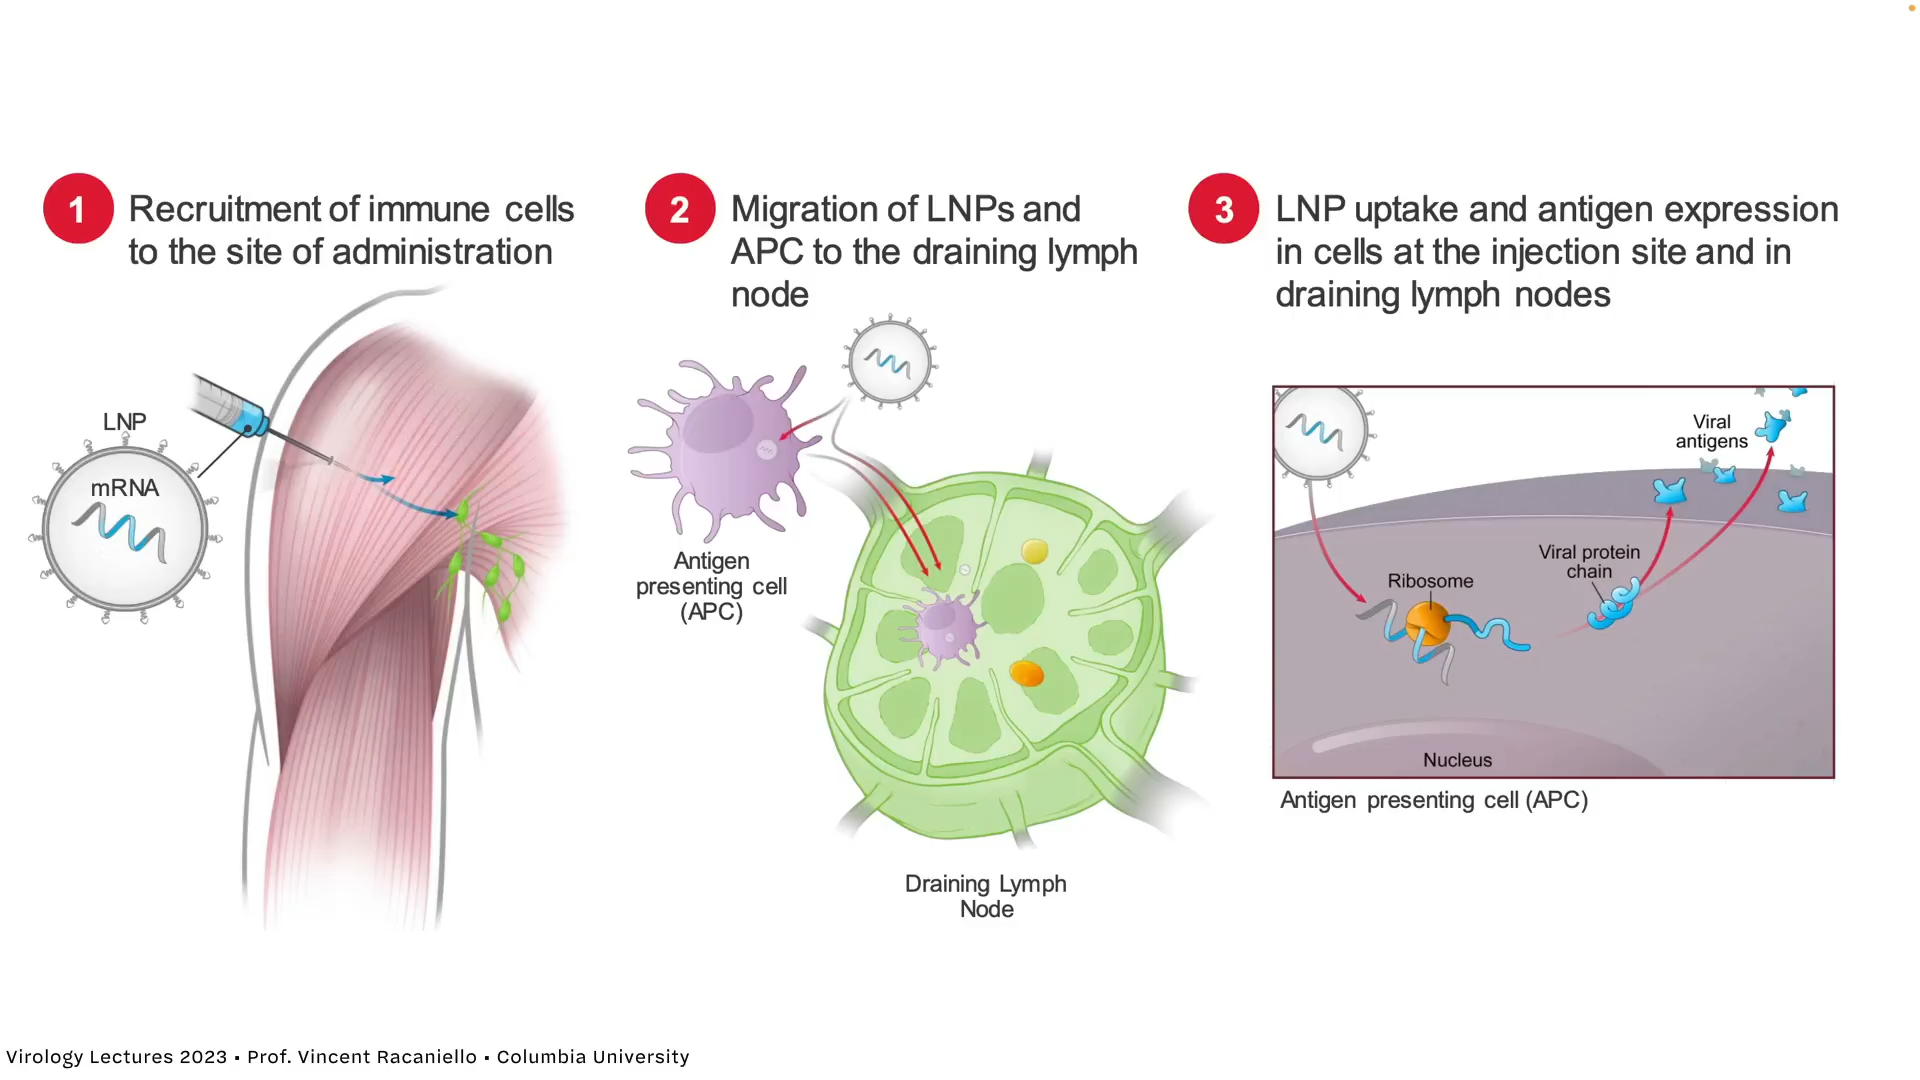 1
Recruitment of immune cells
to the site of administration
LNP
mRNA
2
Migration of LNPs and
APC to the draining lymph
node
Antigen
presenting cell
(APC)
Draining Lymph
Node
3
LNP uptake and antigen expression
in cells at the injection site and in
draining lymph nodes
Viral
antigens
Viral protein
chain
Ribosome
Nucleus
Antigen presenting cell (APC)
Virology Lectures 2023 • Prof. Vincent Racaniello • Columbia University